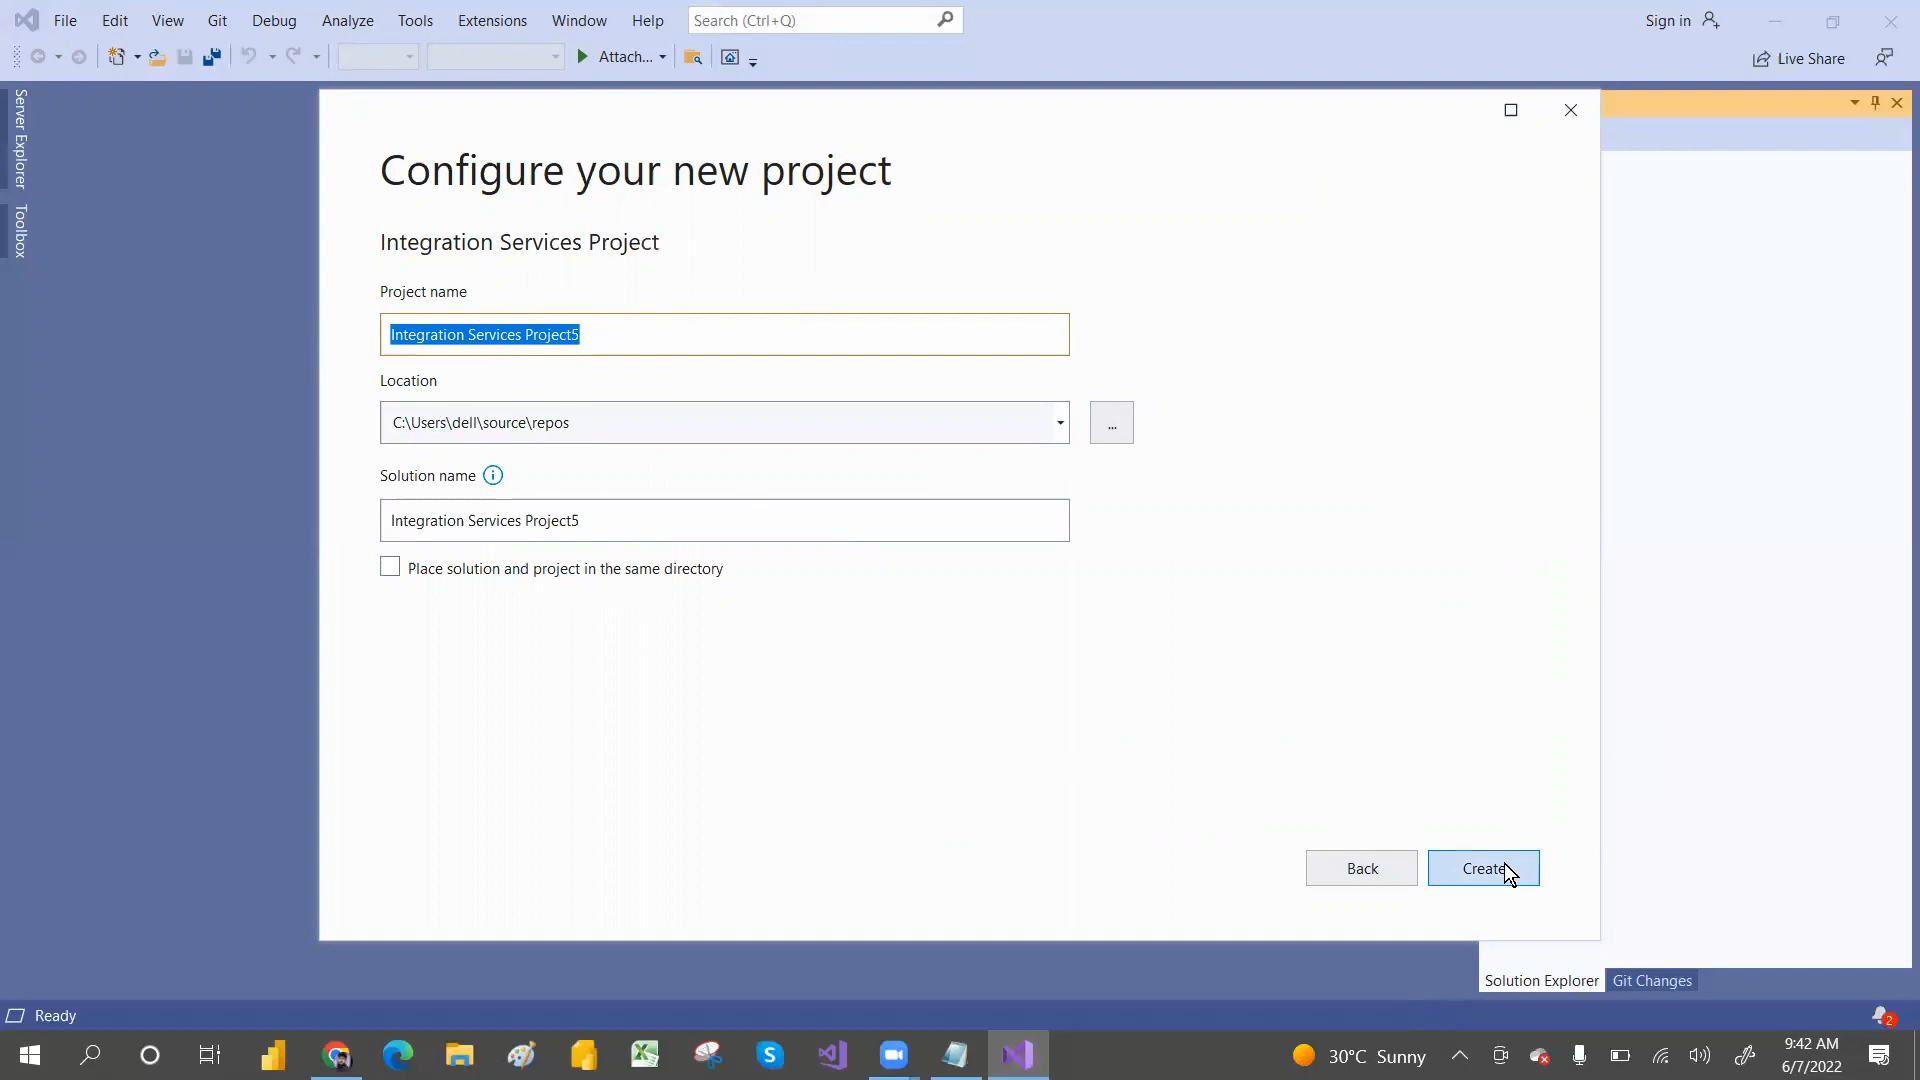 File Edit View Git Debug Analyze Tools Extensions Window Help Search (Ctrl+Q) Sign in
Attach... Live Share
Server Explorer
Toolbox
Configure your new project
Integration Services Project
Project name
Integration Services Project5
Location
C:\Users\dell\source\repos
...
Solution name
Integration Services Project5
Place solution and project in the same directory
Back Create
Solution Explorer Git Changes
Ready 2
30°C Sunny 9:42 AM
6/7/2022